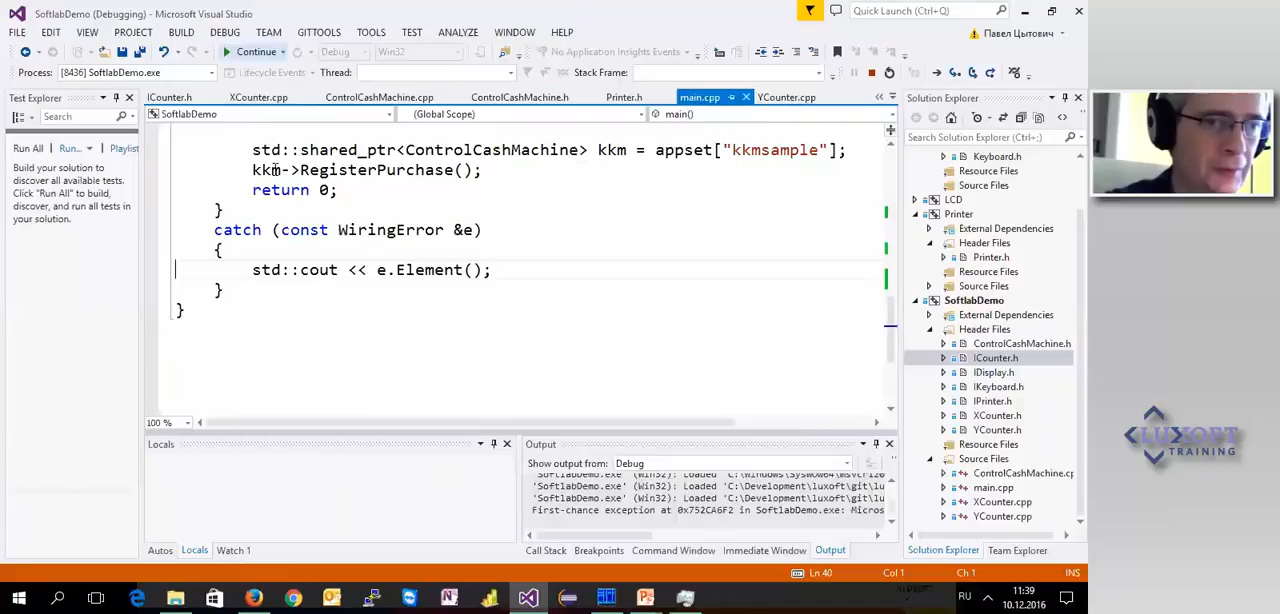 SoftlabDemo (Debugging) - Microsoft Visual Studio
Quick Launch (Ctrl+Q)
FILE EDIT VIEW PROJECT BUILD DEBUG TEAM GITTOOLS TOOLS TEST ANALYZE WINDOW HELP
Павел Цытович
Continue Debug Win32 No Application Insights Events
Process: [8436] SoftlabDemo.exe Lifecycle Events Thread: Stack Frame:
Test Explorer
Search
Run All Run... Playlist
Build your solution to
discover all available tests.
Click "Run All" to build,
discover, and run all tests in
your solution.
ICounter.h XCounter.cpp ControlCashMachine.cpp ControlCashMachine.h Printer.h main.cpp YCounter.cpp
SoftlabDemo (Global Scope) main()
std::shared_ptr<ControlCashMachine> kkm = appset["kkmsample"];
kkm->RegisterPurchase();
return 0;
}
catch (const WiringError &e)
{
std::cout << e.Element();
}
}
100 %
Locals
Output
Show output from: Debug
'SoftlabDemo.exe' (Win32): Loaded 'C:\Development\luxoft\git\lu
'SoftlabDemo.exe' (Win32): Loaded 'C:\Development\luxoft\git\lu
First-chance exception at 0x752CA6F2 in SoftlabDemo.exe: Micros
Autos Locals Watch 1
Call Stack Breakpoints Command Window Immediate Window Output
Solution Explorer
Search Solution Explorer (Ctrl+;)
Keyboard.h
Resource Files
Source Files
LCD
Printer
External Dependencies
Header Files
Printer.h
Resource Files
Source Files
SoftlabDemo
External Dependencies
Header Files
ControlCashMachine.h
ICounter.h
IDisplay.h
IKeyboard.h
IPrinter.h
XCounter.h
YCounter.h
Resource Files
Source Files
ControlCashMachine.cp
main.cpp
XCounter.cpp
YCounter.cpp
Solution Explorer Team Explorer
Ln 40 Col 1 Ch 1 INS
RU
11:39
10.12.2016
LUXOFT
TRAINING